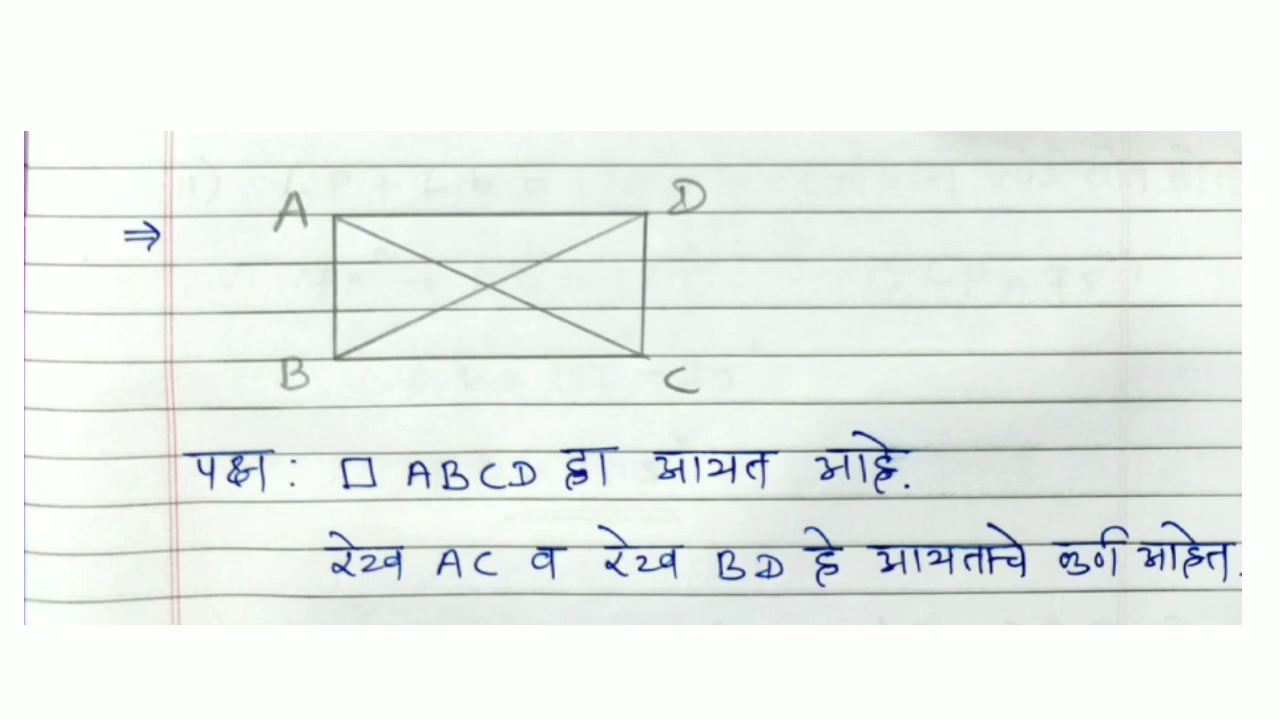 A D
⇒
B C
पक्ष : □ ABCD हा आयत आहे.
रेख AC व रेख BD हे आयताचे कर्ण आहेत.